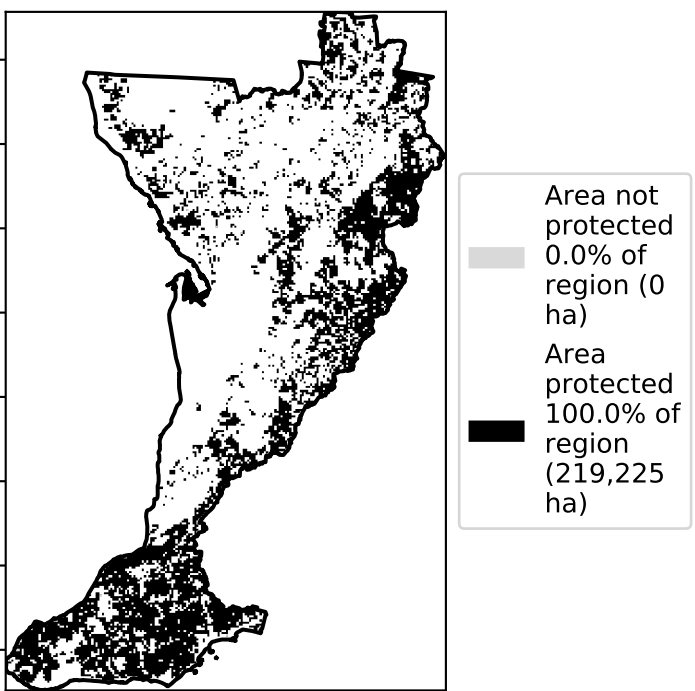 Area not
protected
0.0% of
region (0
ha)
Area
protected
100.0% of
region
(219,225
ha)